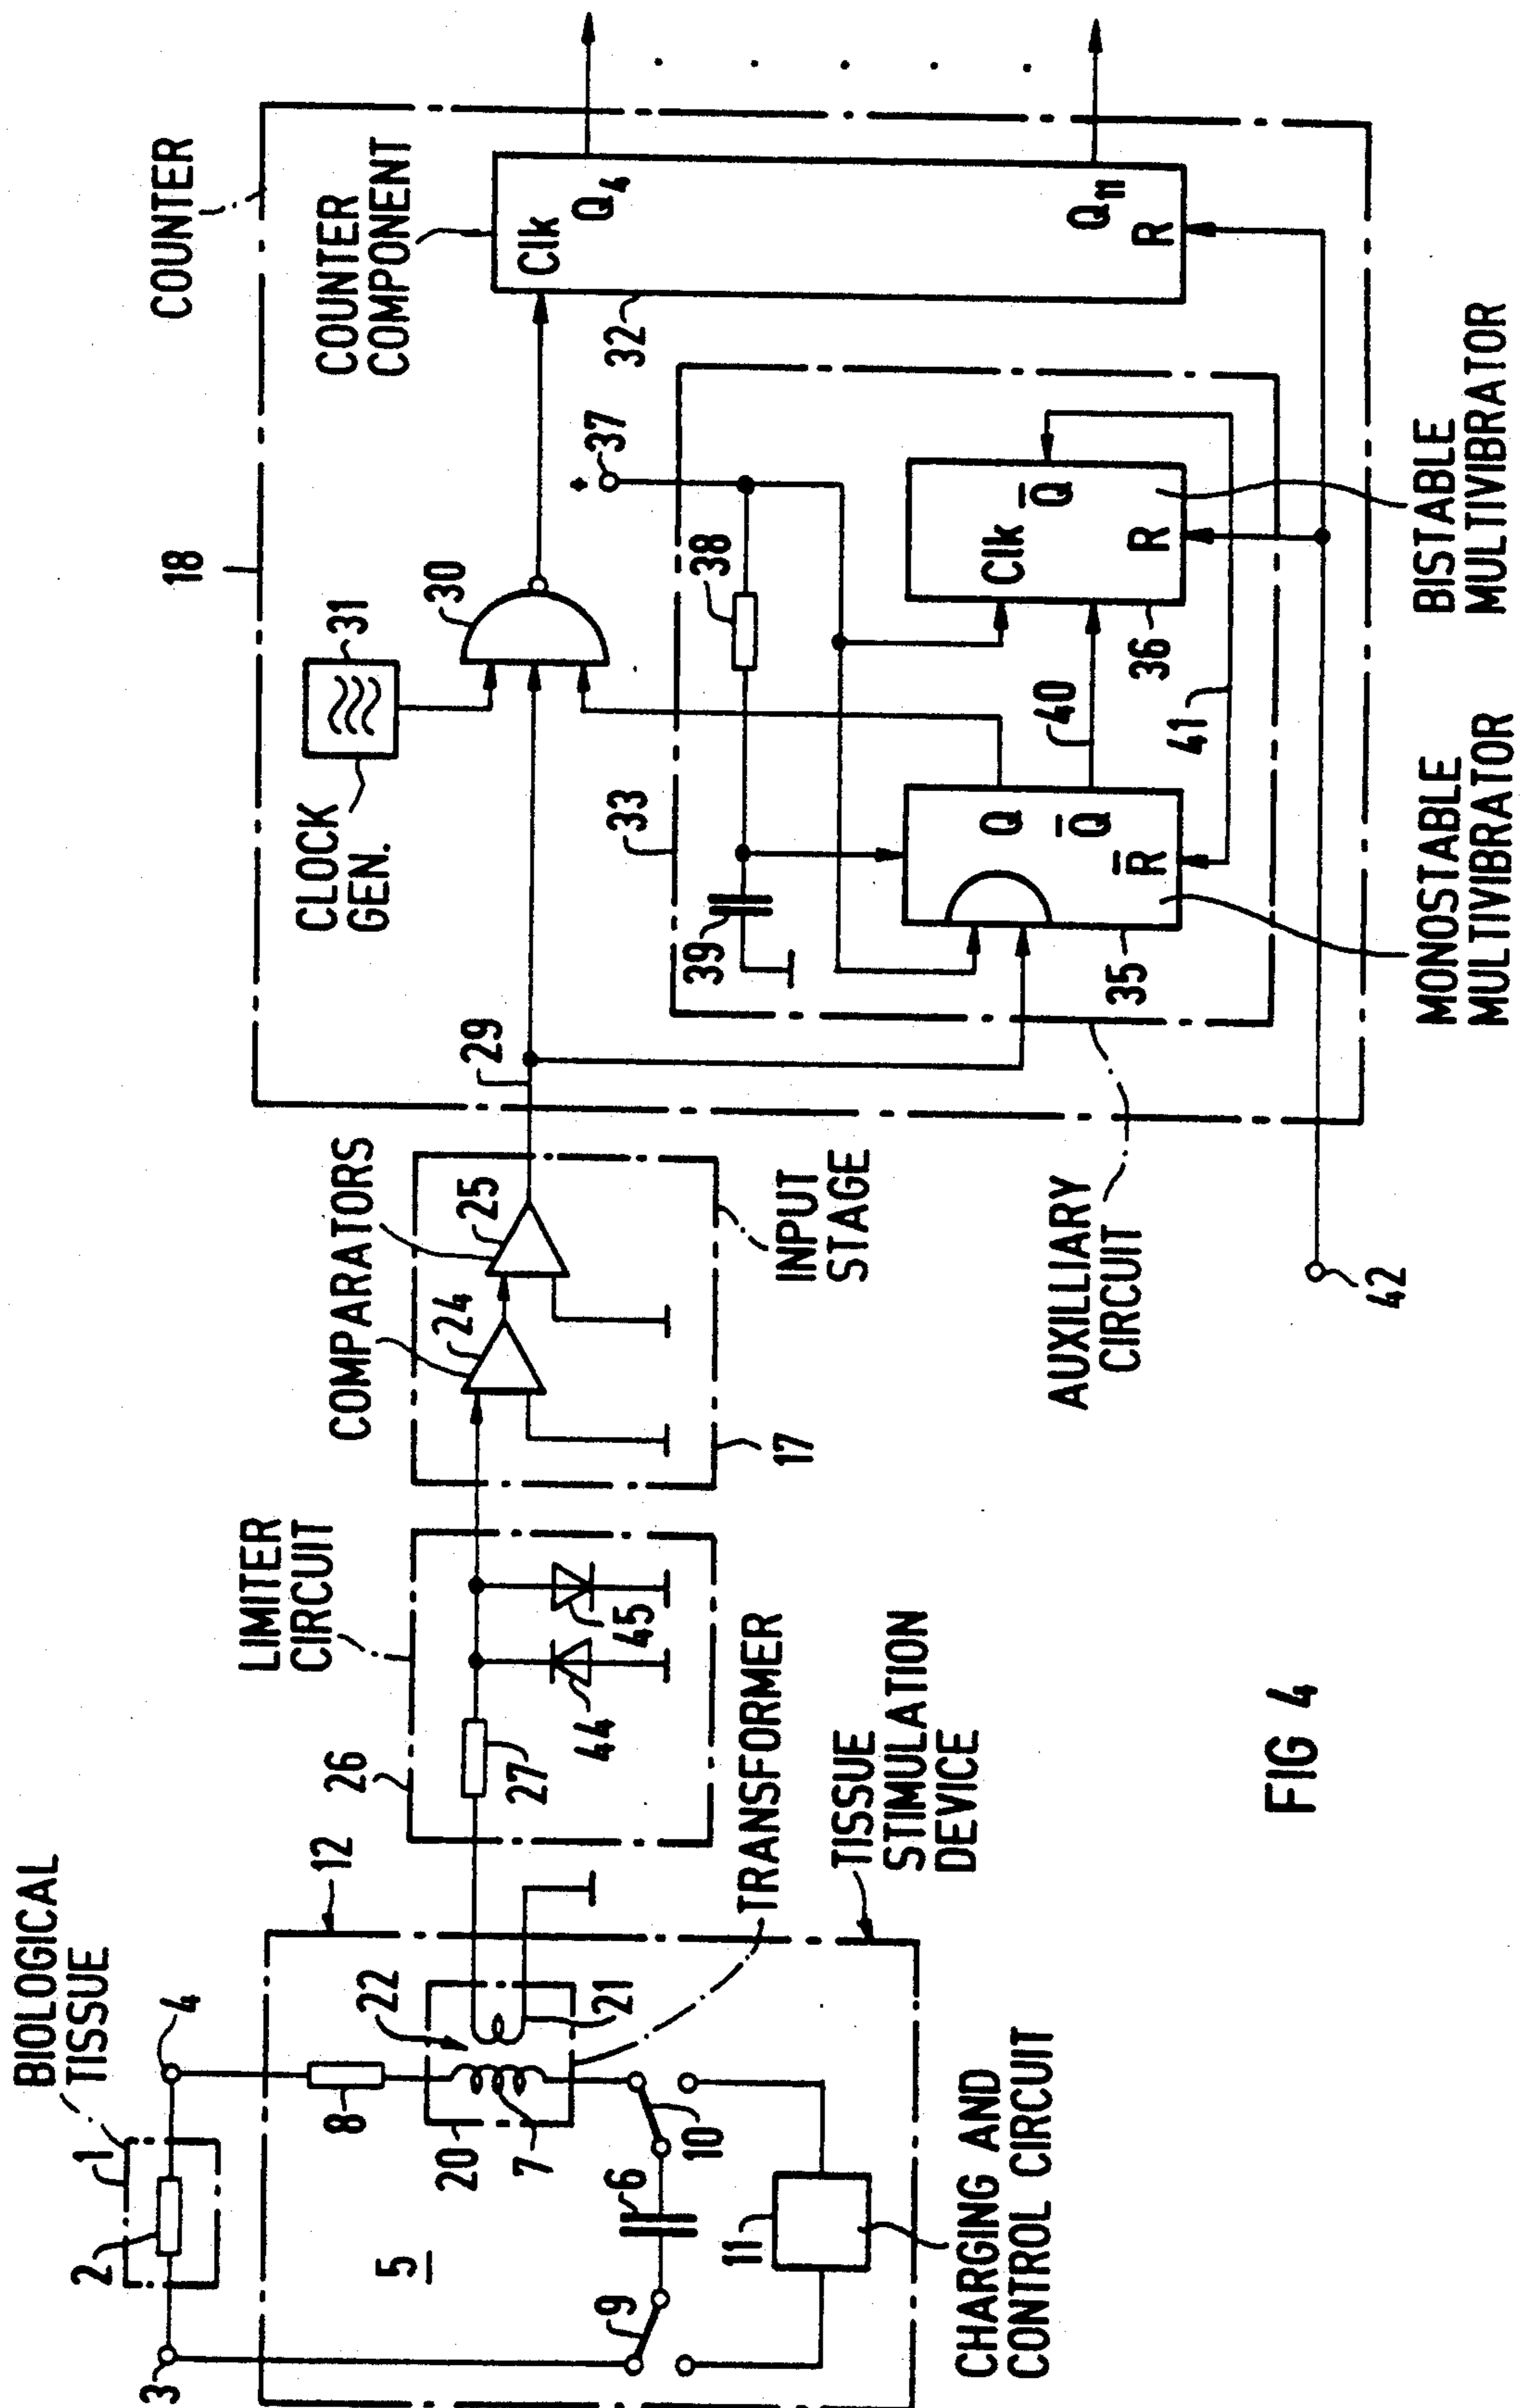 BIOLOGICAL
TISSUE
1
2
3
4
12
5
8
22
20
7
21
6
9
10
11
CHARGING AND
CONTROL CIRCUIT
TISSUE
STIMULATION
DEVICE
TRANSFORMER
LIMITER
CIRCUIT
26
27
44
45
COMPARATORS
24
25
17
INPUT
STAGE
29
COUNTER
18
CLOCK
GEN.
31
30
COUNTER
COMPONENT
32
Clk
Q4
Q11
R
+
37
38
39
33
Q
Q̅
R̅
35
40
41
Clk
Q̅
R
36
AUXILLIARY
CIRCUIT
MONOSTABLE
MULTIVIBRATOR
BISTABLE
MULTIVIBRATOR
42
FIG 4